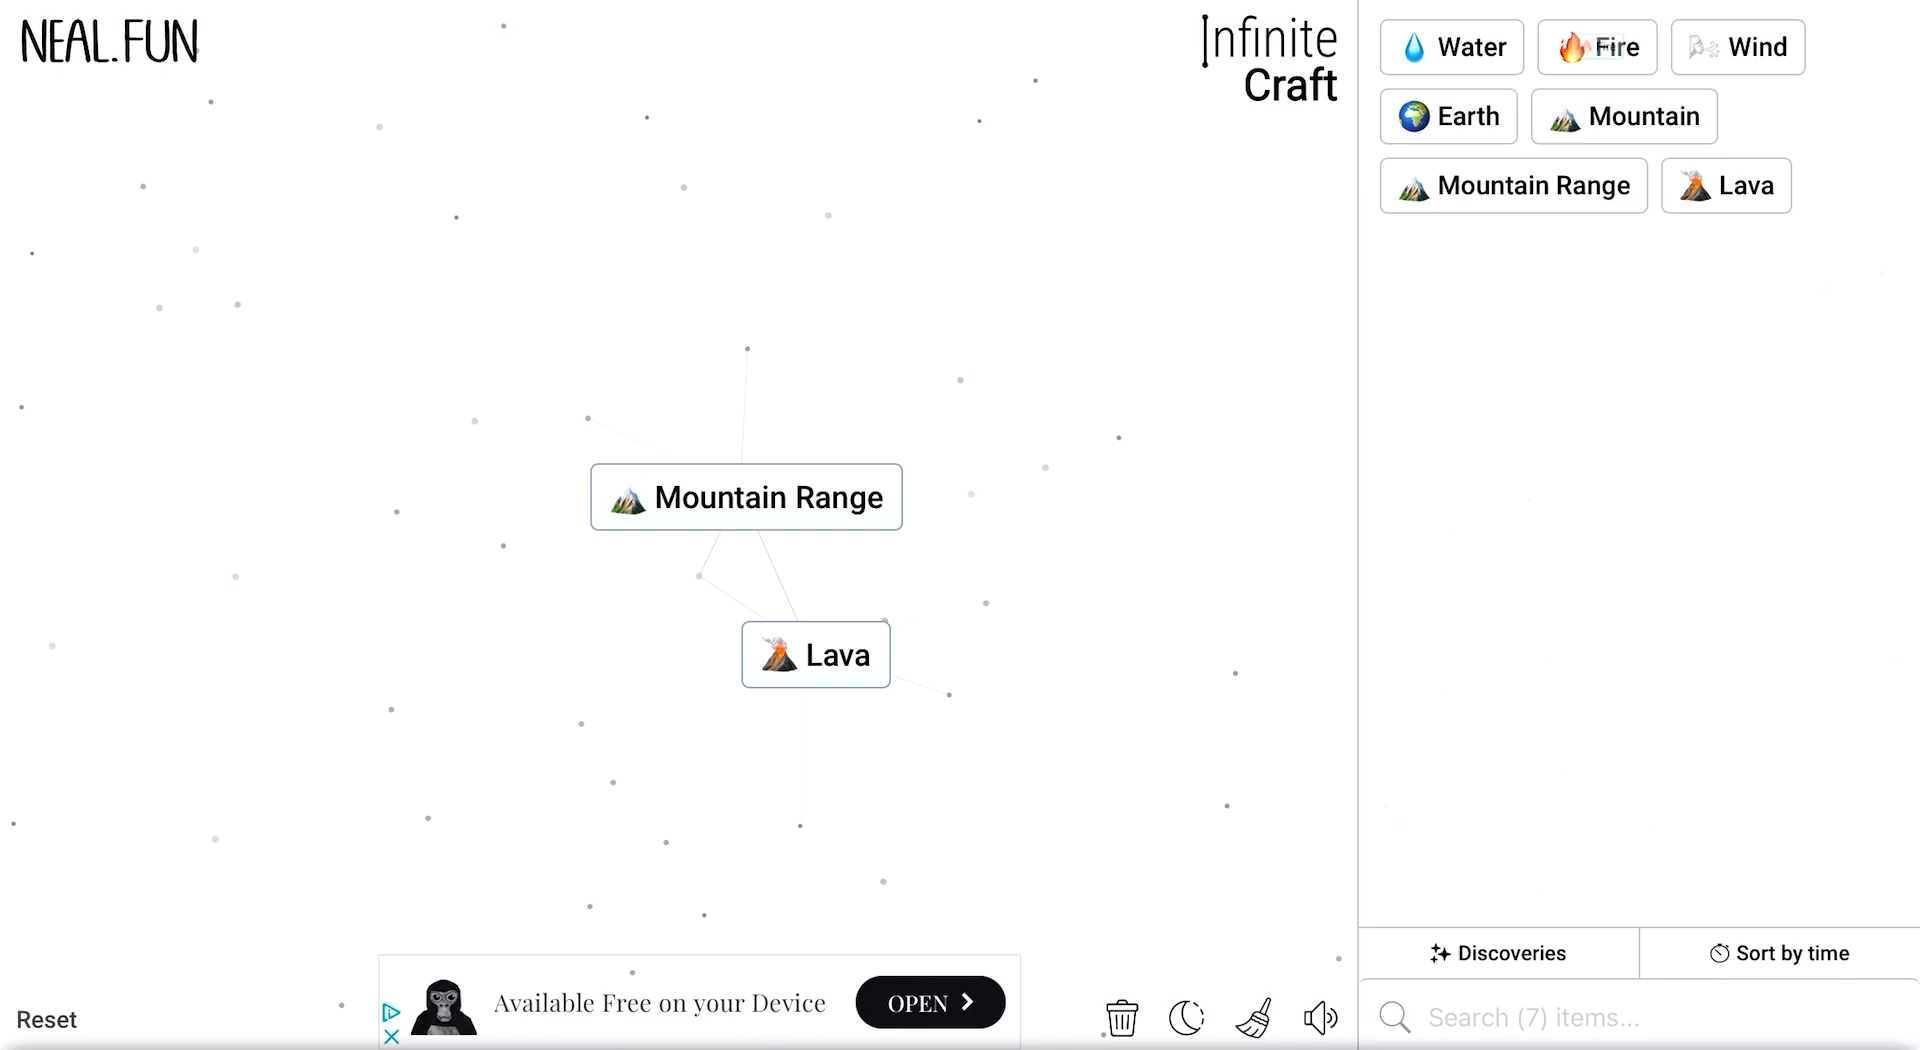 NEAL.FUN
Infinite
Craft
Water
Fire
Wind
Earth
Mountain
Mountain Range
Lava
Mountain Range
Lava
Available Free on your Device
OPEN
Reset
Discoveries
Sort by time
Search (7) items...